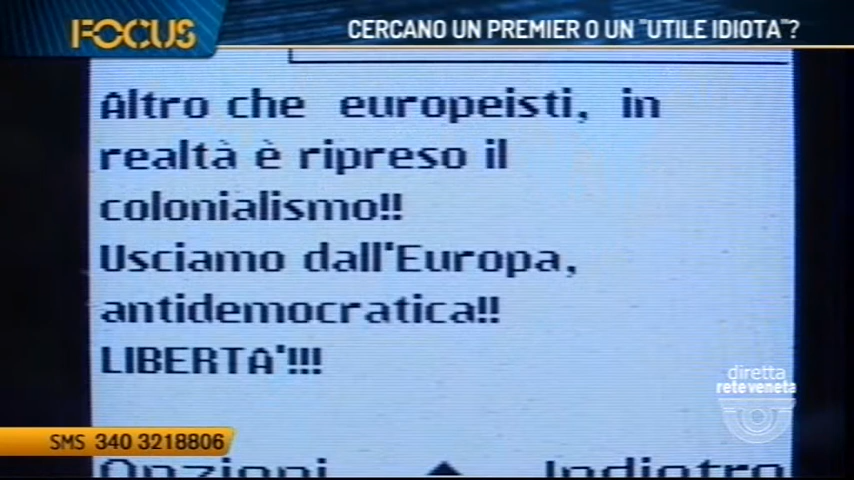 FOCUS
CERCANO UN PREMIER O UN "UTILE IDIOTA"?
Altro che europeisti, in
realtà è ripreso il
colonialismo!!
Usciamo dall'Europa,
antidemocratica!!
LIBERTA'!!!
diretta
reteveneta
SMS 340 3218806
Opzioni Indietro